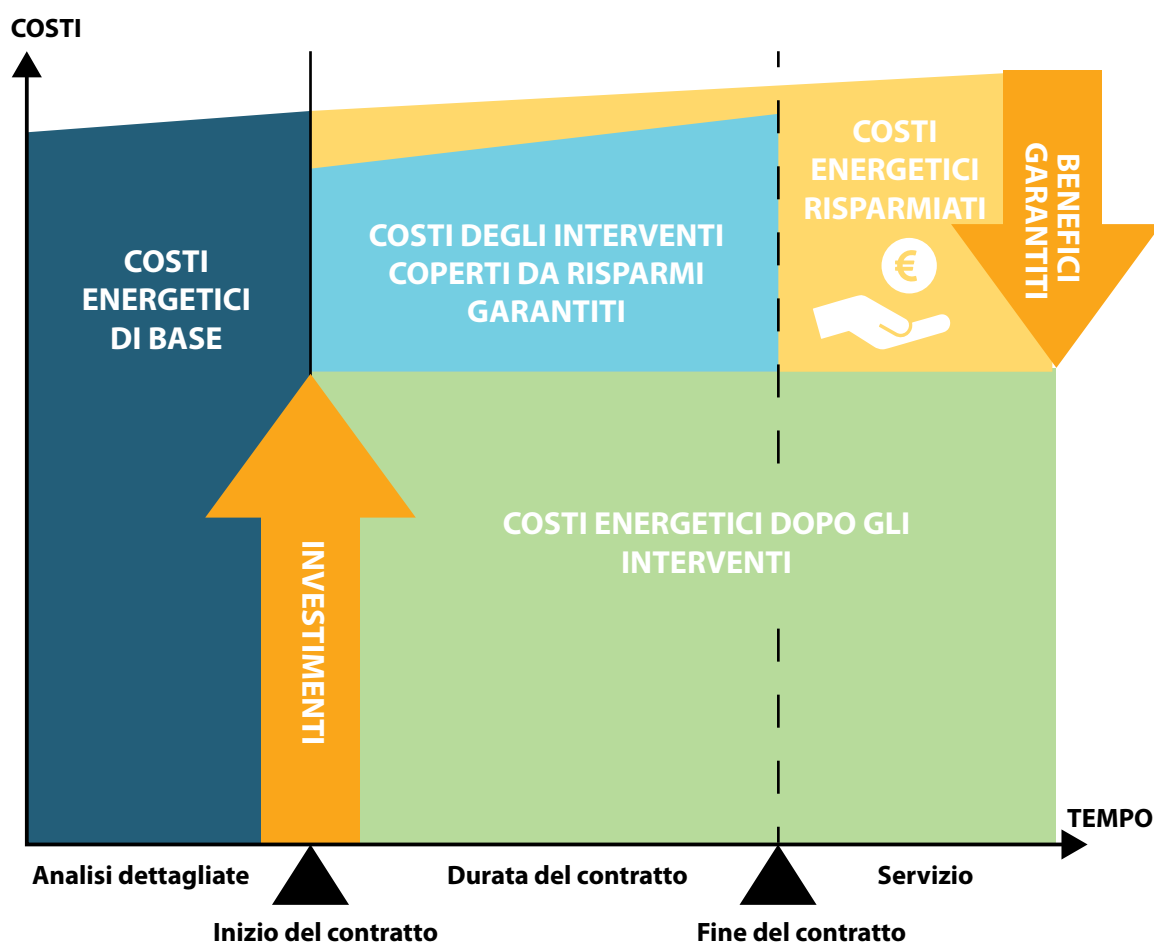 COSTI
COSTI
ENERGETICI
DI BASE
COSTI DEGLI INTERVENTI
COPERTI DA RISPARMI
GARANTITI
COSTI
ENERGETICI
RISPARMIATI
€
BENEFICI
GARANTITI
INVESTIMENTI
COSTI ENERGETICI DOPO GLI
INTERVENTI
TEMPO
Analisi dettagliate
Durata del contratto
Servizio
Inizio del contratto
Fine del contratto